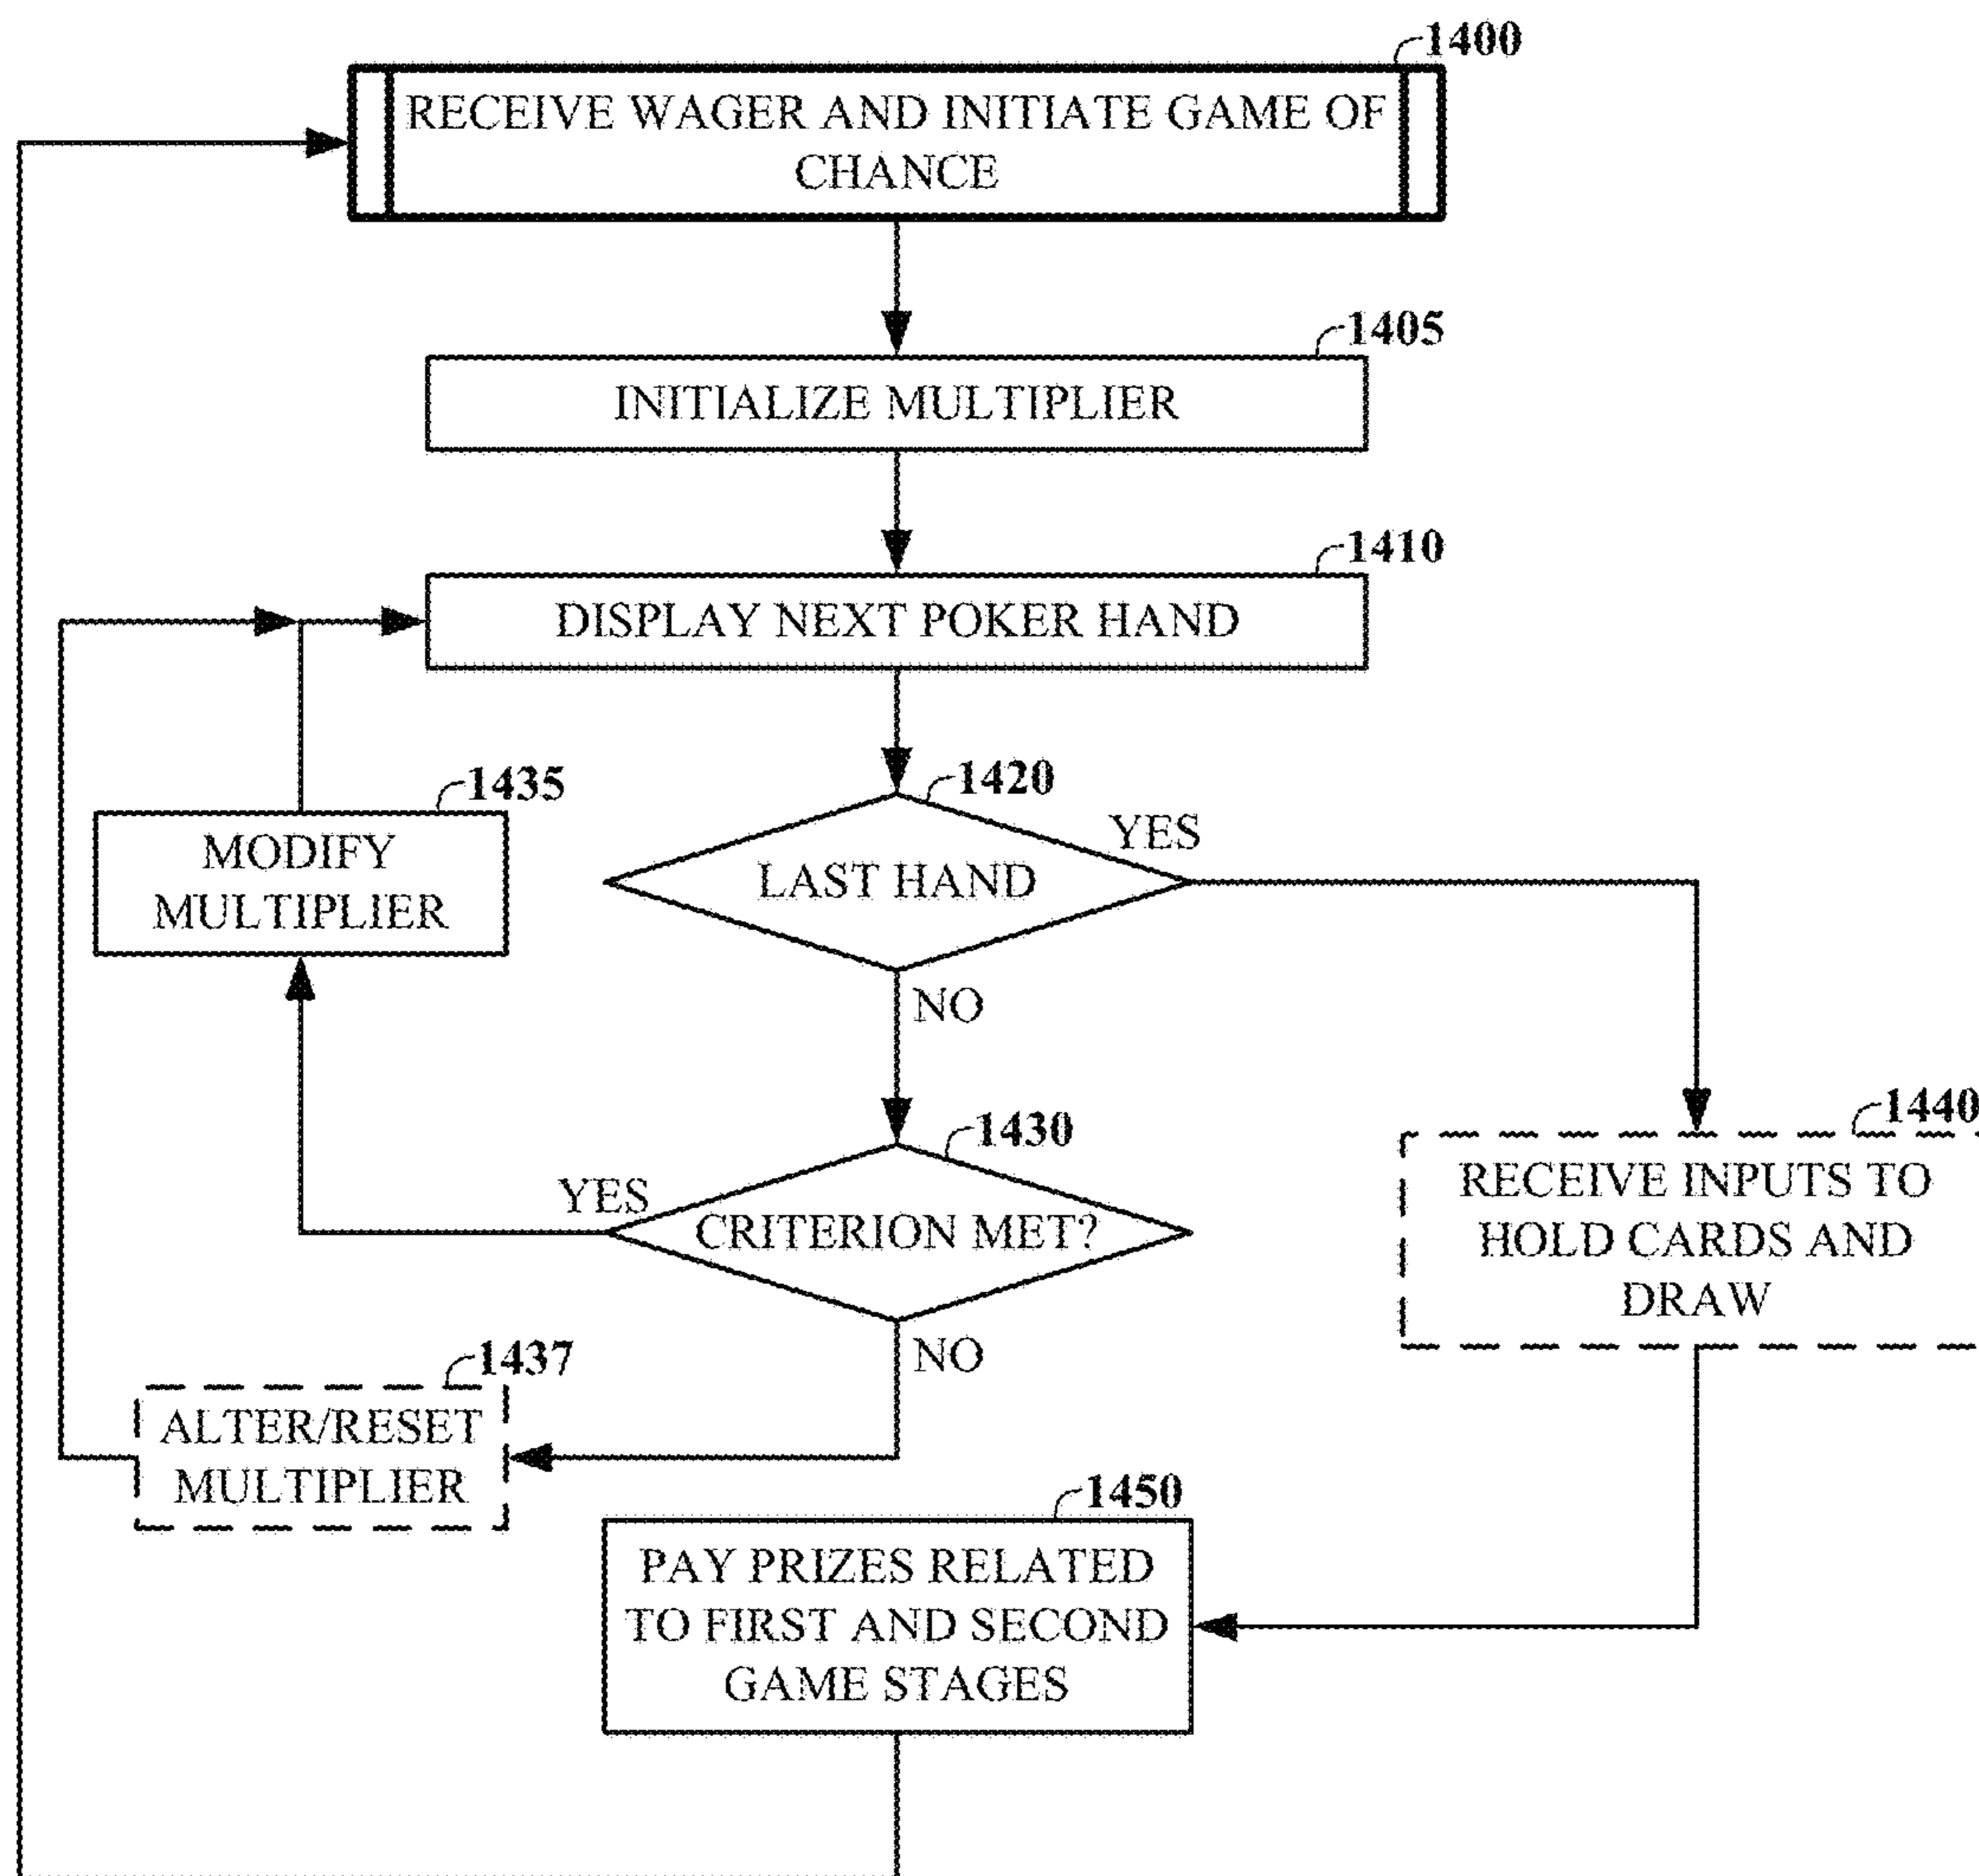 1400
RECEIVE WAGER AND INITIATE GAME OF
CHANCE
1405
INITIALIZE MULTIPLIER
1410
DISPLAY NEXT POKER HAND
1435
MODIFY
MULTIPLIER
1420
LAST HAND
YES
NO
1430
CRITERION MET?
YES
NO
1440
RECEIVE INPUTS TO
HOLD CARDS AND
DRAW
1437
ALTER/RESET
MULTIPLIER
1450
PAY PRIZES RELATED
TO FIRST AND SECOND
GAME STAGES